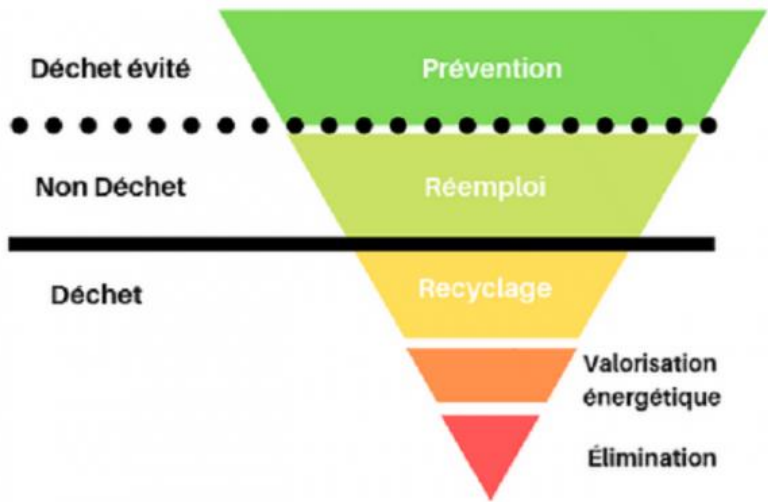 Déchet évité
Prévention
Non Déchet
Réemploi
Déchet
Recyclage
Valorisation
énergétique
Élimination